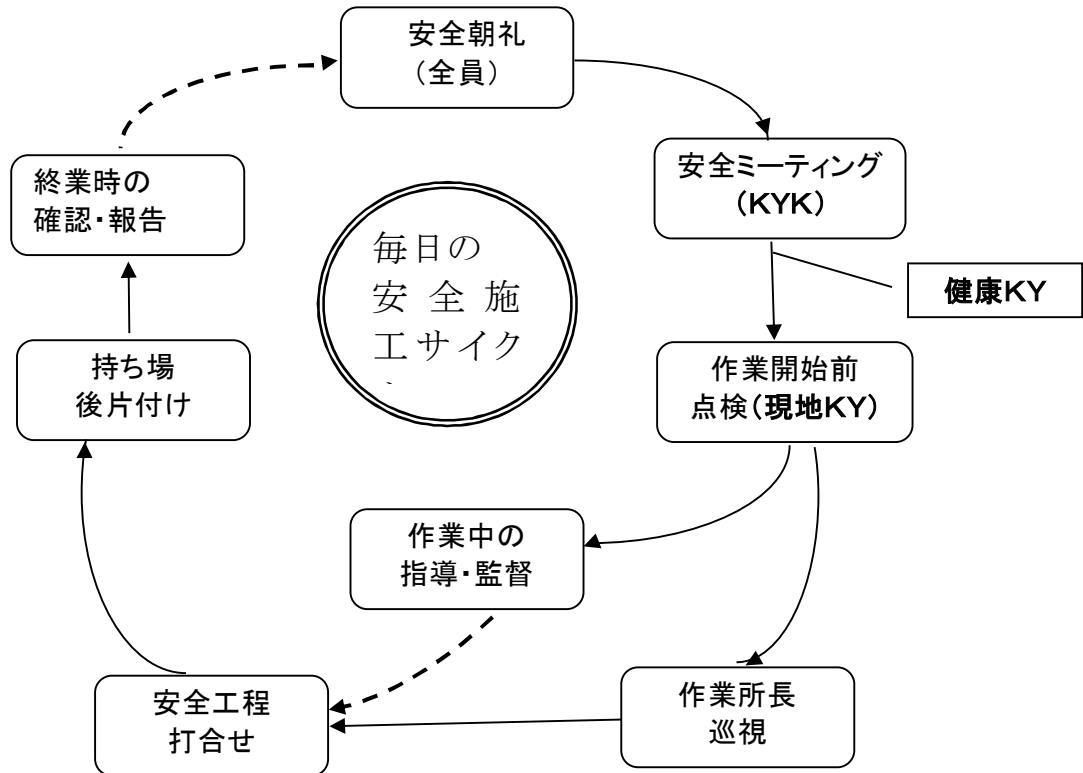 安全朝礼
(全員)
安全ミーティング
(KYK)
健康KY
作業開始前
点検(現地KY)
作業中の
指導・監督
作業所長
巡視
安全工程
打合せ
持ち場
後片付け
終業時の
確認・報告
毎日の
安全施
工サイク